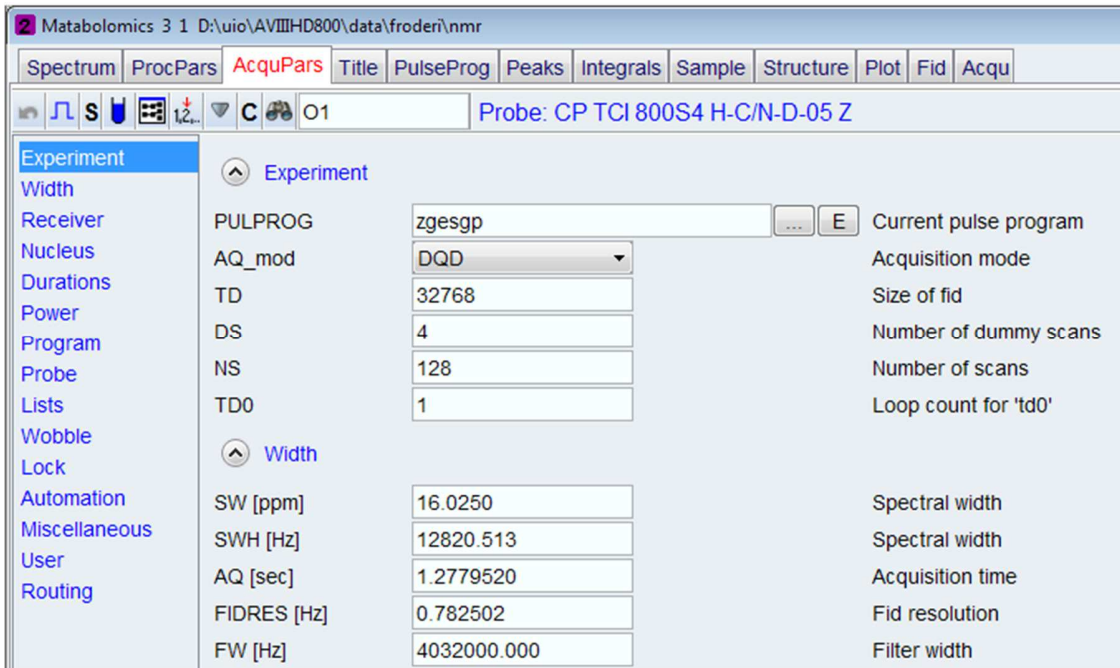 2 Matabolomics 3 1 D:\uio\AVIIIHD800\data\froderi\nmr
Spectrum ProcPars AcquPars Title PulseProg Peaks Integrals Sample Structure Plot Fid Acqu
S 1,2,... C O1 Probe: CP TCI 800S4 H-C/N-D-05 Z
Experiment
Width
Receiver
Nucleus
Durations
Power
Program
Probe
Lists
Wobble
Lock
Automation
Miscellaneous
User
Routing
Experiment
PULPROG zgesgp ... E Current pulse program
AQ_mod DQD Acquisition mode
TD 32768 Size of fid
DS 4 Number of dummy scans
NS 128 Number of scans
TD0 1 Loop count for 'td0'
Width
SW [ppm] 16.0250 Spectral width
SWH [Hz] 12820.513 Spectral width
AQ [sec] 1.2779520 Acquisition time
FIDRES [Hz] 0.782502 Fid resolution
FW [Hz] 4032000.000 Filter width